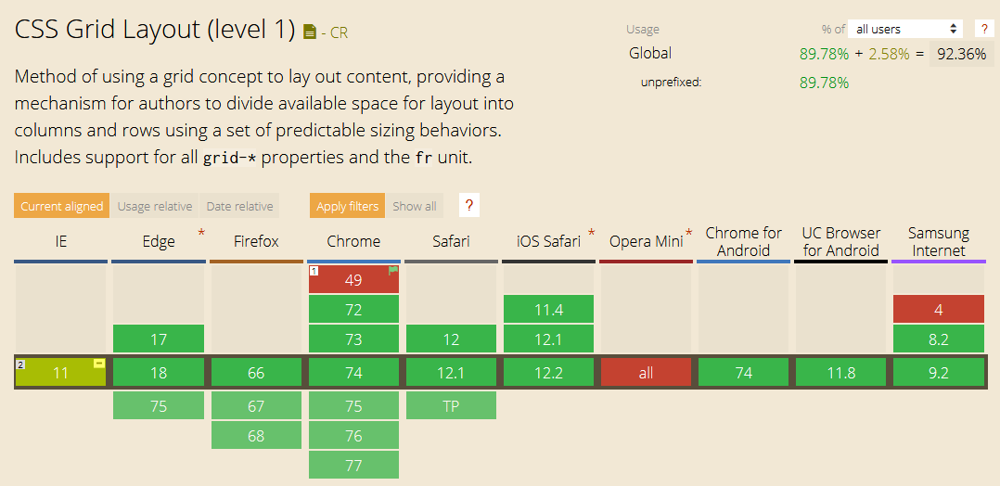 CSS Grid Layout (level 1) - CR
Usage % of all users ?
Global 89.78% + 2.58% = 92.36%
unprefixed: 89.78%
Method of using a grid concept to lay out content, providing a
mechanism for authors to divide available space for layout into
columns and rows using a set of predictable sizing behaviors.
Includes support for all grid-* properties and the fr unit.
Current aligned Usage relative Date relative Apply filters Show all ?
IE Edge * Firefox Chrome Safari iOS Safari * Opera Mini * Chrome for Android UC Browser for Android Samsung Internet
1 49
72 11.4 4
17 73 12 12.1 8.2
2 11 18 66 74 12.1 12.2 all 74 11.8 9.2
75 67 75 TP
68 76
77